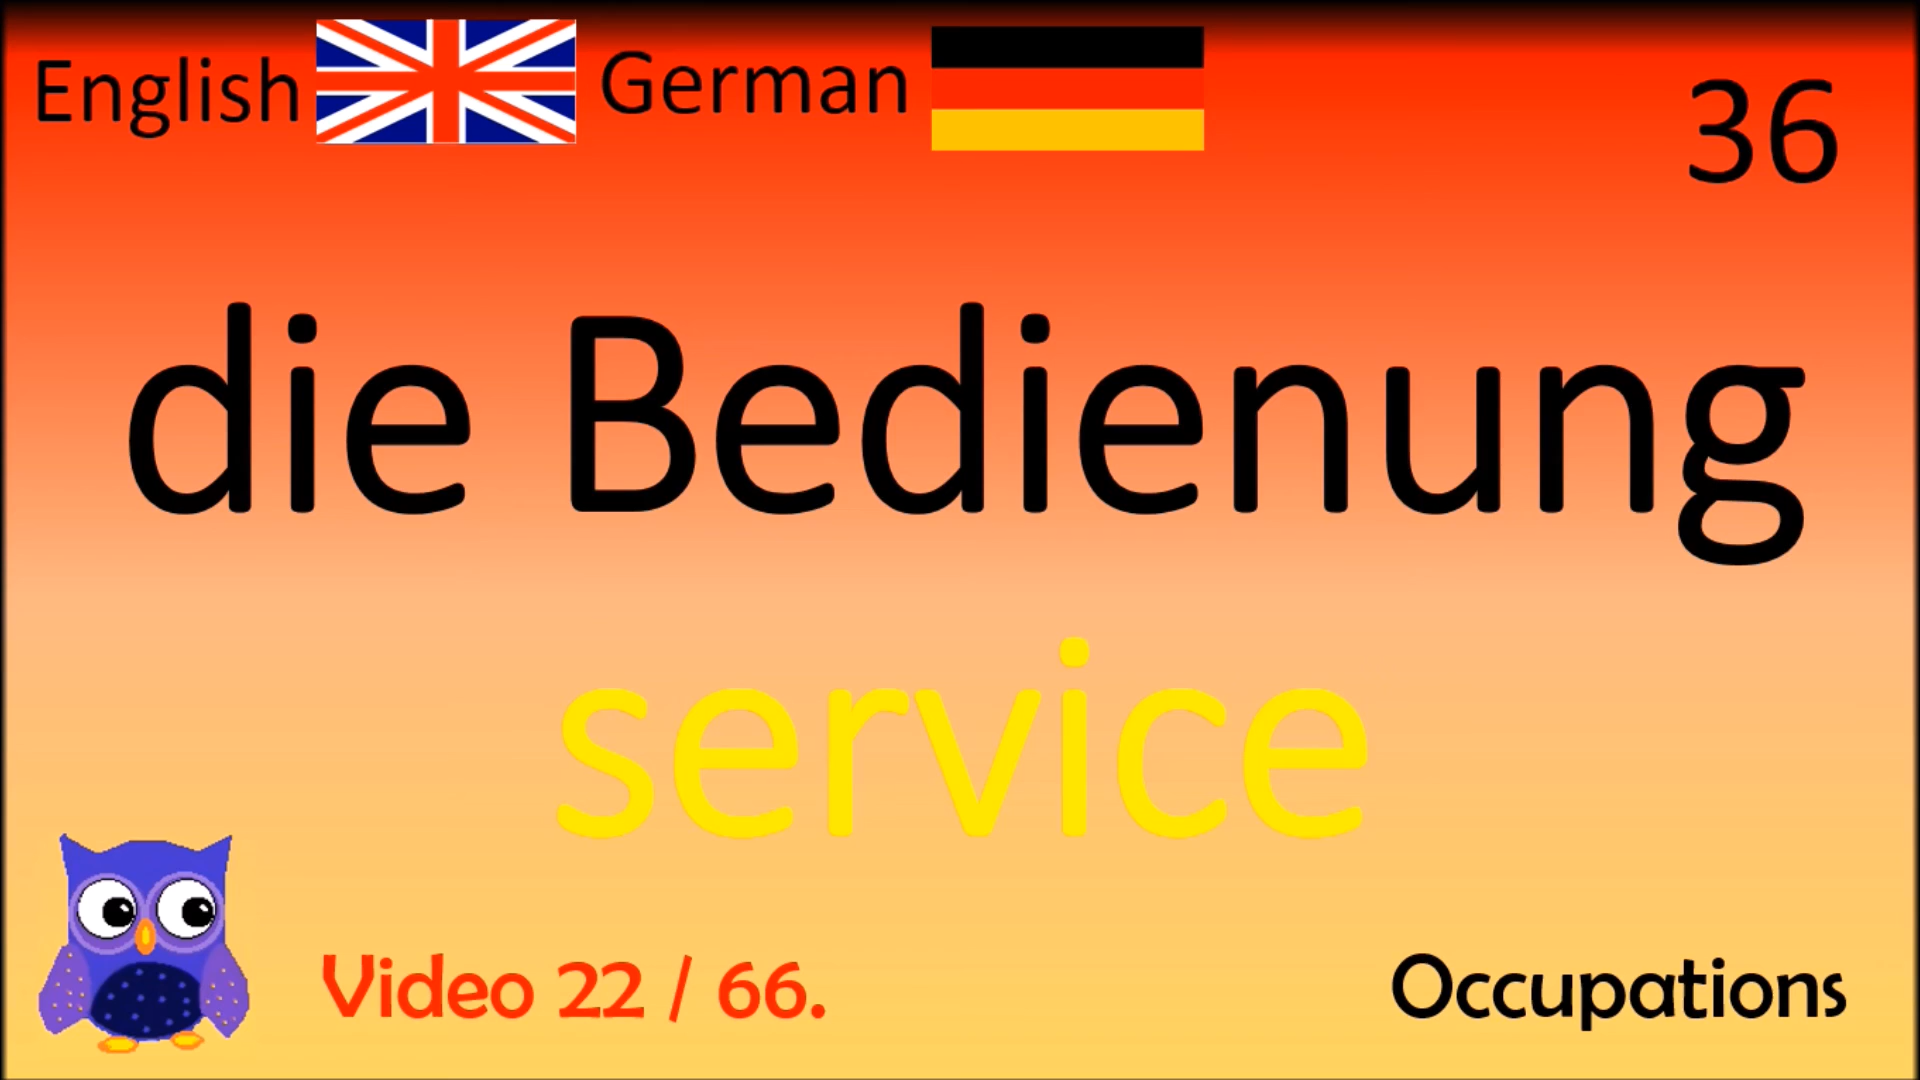 English German 36
die Bedienung
service
Video 22 / 66. Occupations